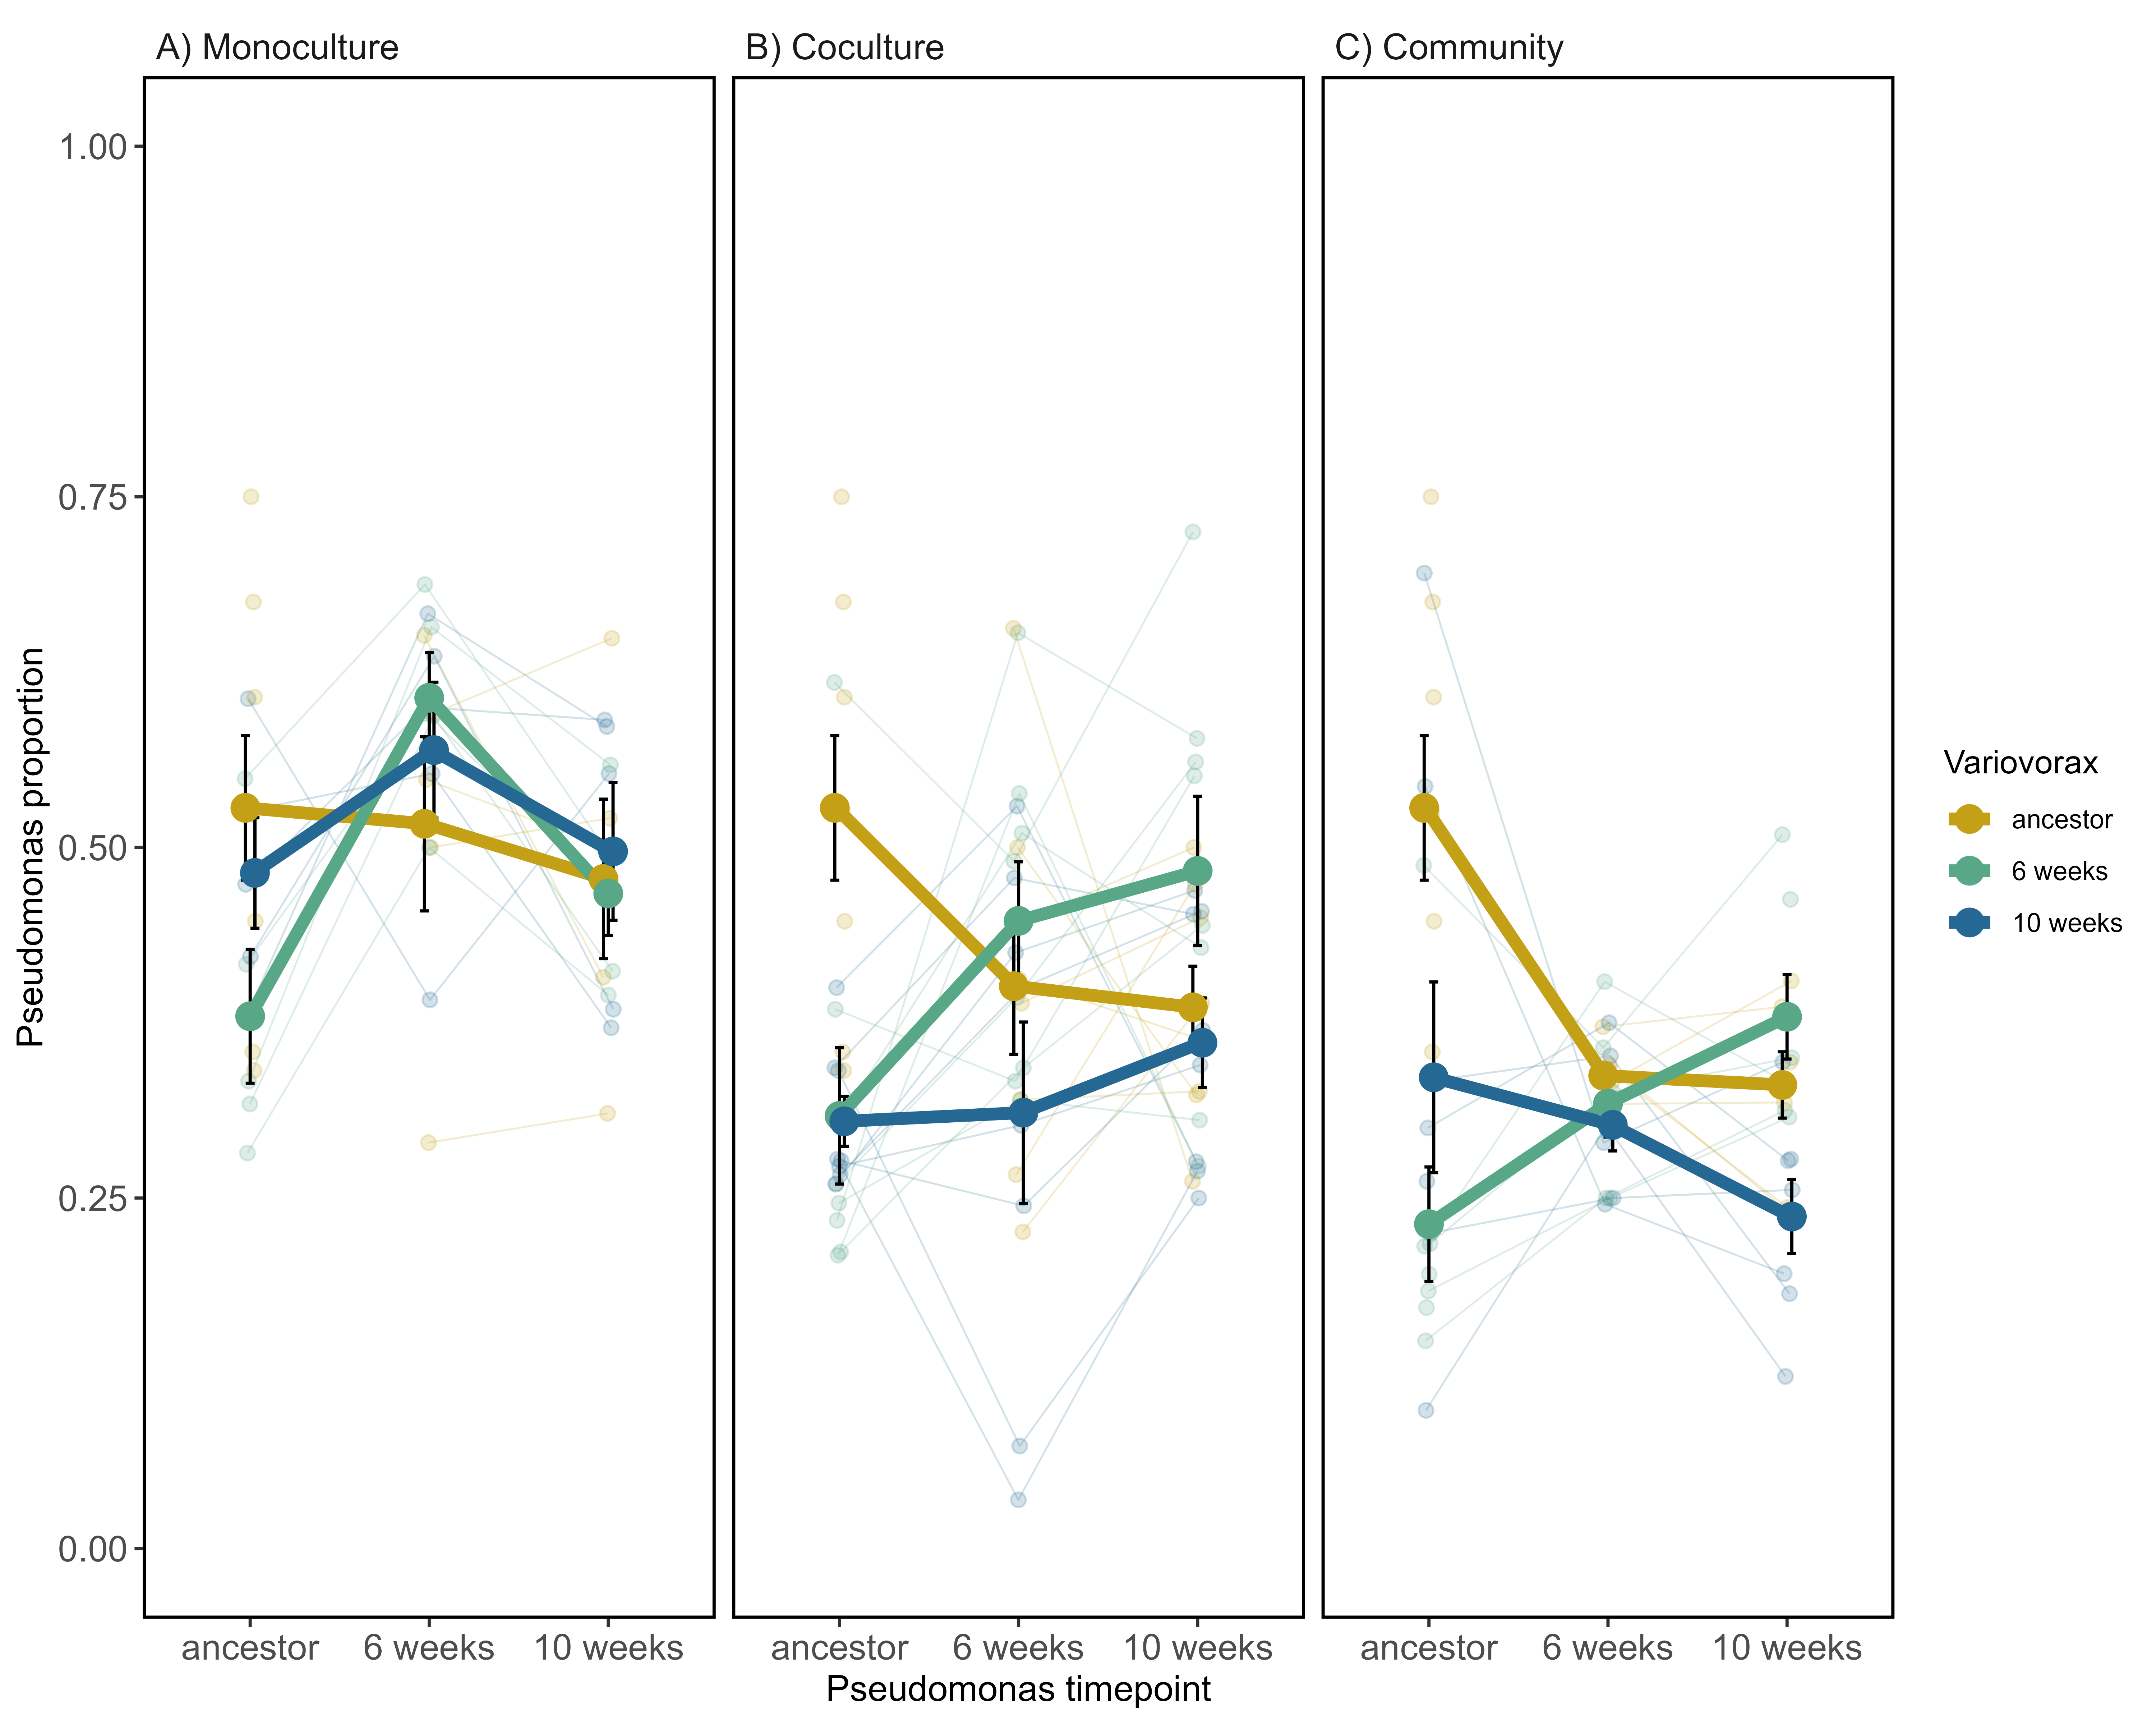 A) Monoculture
B) Coculture
C) Community
Pseudomonas proportion
1.00
0.75
0.50
0.25
0.00
ancestor 6 weeks 10 weeks
ancestor 6 weeks 10 weeks
ancestor 6 weeks 10 weeks
Pseudomonas timepoint
Variovorax
ancestor
6 weeks
10 weeks